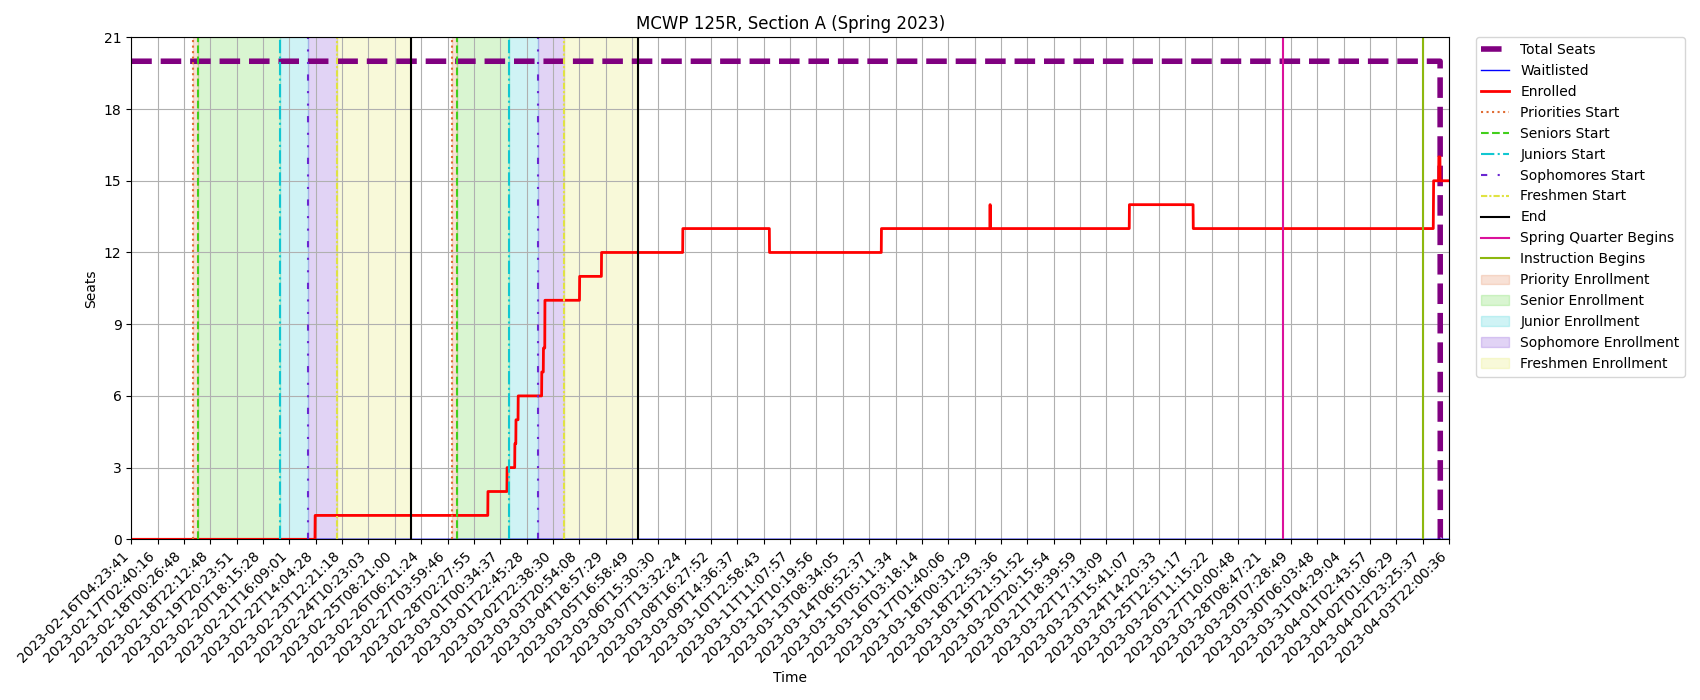 MCWP 125R, Section A (Spring 2023)
21
18
15
12
9
6
3
0
Seats
2023-02-16T04:23:41
2023-02-17T02:40:16
2023-02-18T00:26:48
2023-02-18T22:12:48
2023-02-19T20:23:51
2023-02-20T18:15:28
2023-02-21T16:09:01
2023-02-22T14:04:28
2023-02-23T12:21:18
2023-02-24T10:23:03
2023-02-25T08:21:00
2023-02-26T06:21:24
2023-02-27T03:59:46
2023-02-28T02:27:55
2023-03-01T00:34:37
2023-03-01T22:45:28
2023-03-02T22:38:30
2023-03-03T20:54:08
2023-03-04T18:57:29
2023-03-05T16:58:49
2023-03-06T15:30:30
2023-03-07T13:32:24
2023-03-08T16:27:52
2023-03-09T14:36:37
2023-03-10T12:58:43
2023-03-11T11:07:57
2023-03-12T10:19:56
2023-03-13T08:34:05
2023-03-14T06:52:37
2023-03-15T05:11:34
2023-03-16T03:18:14
2023-03-17T01:40:06
2023-03-18T00:31:29
2023-03-18T22:53:36
2023-03-19T21:51:52
2023-03-20T20:15:54
2023-03-21T18:39:59
2023-03-22T17:13:09
2023-03-23T15:41:07
2023-03-24T14:20:33
2023-03-25T12:51:17
2023-03-26T11:15:22
2023-03-27T10:00:48
2023-03-28T08:47:21
2023-03-29T07:28:49
2023-03-30T06:03:48
2023-03-31T04:29:04
2023-04-01T02:43:57
2023-04-02T01:06:29
2023-04-02T23:25:37
2023-04-03T22:00:36
Time
Total Seats
Waitlisted
Enrolled
Priorities Start
Seniors Start
Juniors Start
Sophomores Start
Freshmen Start
End
Spring Quarter Begins
Instruction Begins
Priority Enrollment
Senior Enrollment
Junior Enrollment
Sophomore Enrollment
Freshmen Enrollment